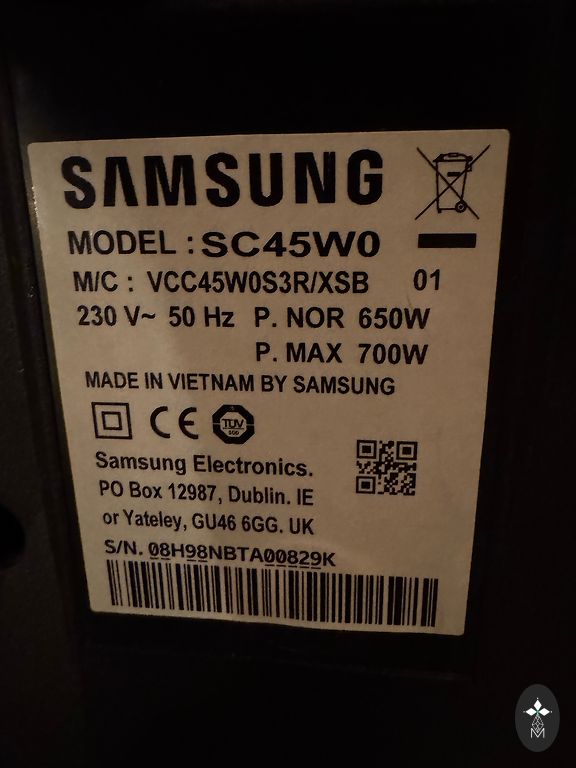 SAMSUNG
MODEL : SC45W0
M/C : VCC45W0S3R/XSB 01
230 V~ 50 Hz P. NOR 650W
P. MAX 700W
MADE IN VIETNAM BY SAMSUNG
CE TÜV
Samsung Electronics.
PO Box 12987, Dublin. IE
or Yateley, GU46 6GG. UK
S/N. 08H98NBTA00829K
M